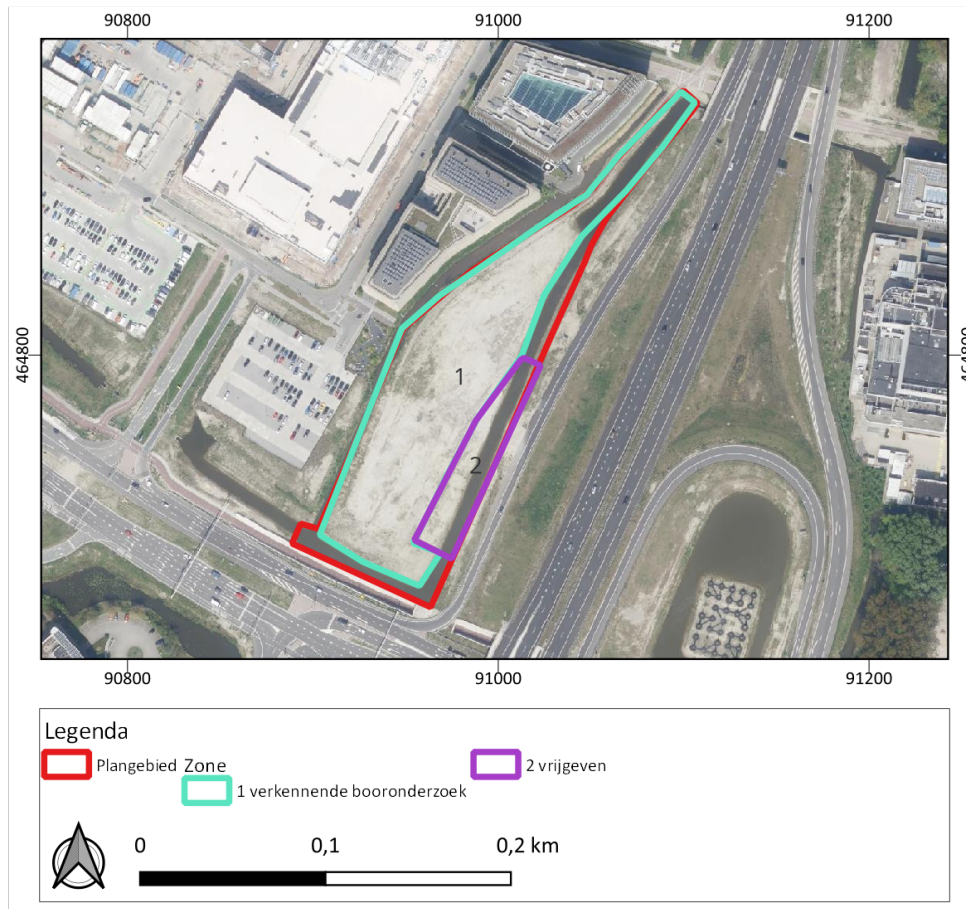 90800 91000 91200
464800 464800
1
2
90800 91000 91200
Legenda
Plangebied Zone 2 vrijgeven
1 verkennende booronderzoek
0 0,1 0,2 km